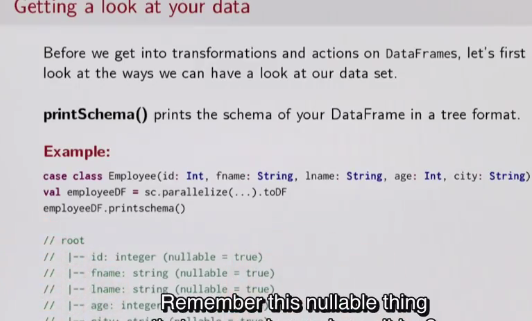 Getting a look at your data
Before we get into transformations and actions on DataFrames, let's first
look at the ways we can have a look at our data set.
printSchema() prints the schema of your DataFrame in a tree format.
Example:
case class Employee(id: Int, fname: String, lname: String, age: Int, city: String)
val employeeDF = sc.parallelize(...).toDF
employeeDF.printschema()
// root
// |-- id: integer (nullable = true)
// |-- fname: string (nullable = true)
// |-- lname: string (nullable = true)
// |-- age: integer
Remember this nullable thing